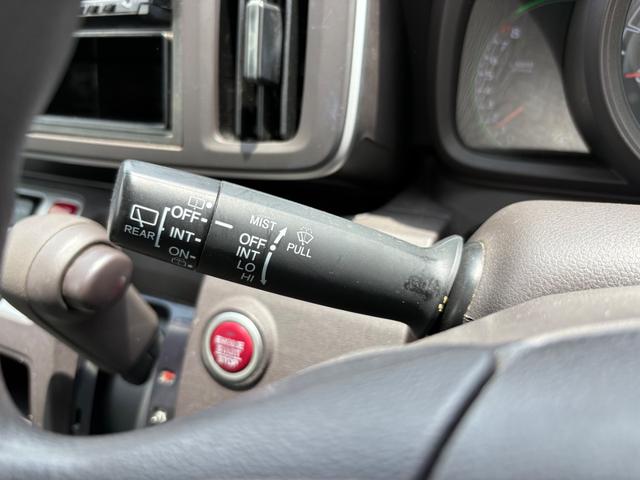 OFF
REAR
INT
ON
MIST
OFF
INT
LO
HI
PULL
ENGINE
START
STOP